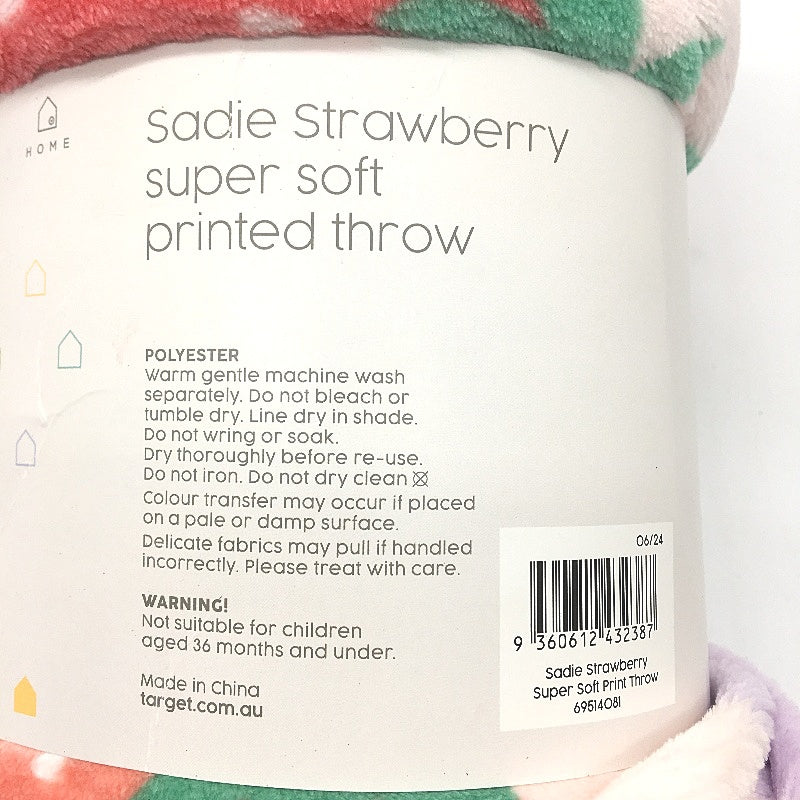 HOME
Sadie Strawberry
super soft
printed throw
POLYESTER
Warm gentle machine wash
separately. Do not bleach or
tumble dry. Line dry in shade.
Do not wring or soak.
Dry thoroughly before re-use.
Do not iron. Do not dry clean
Colour transfer may occur if placed
on a pale or damp surface.
Delicate fabrics may pull if handled
incorrectly. Please treat with care.
WARNING!
Not suitable for children
aged 36 months and under.
Made in China
target.com.au
06/24
9 360612 432387
Sadie Strawberry
Super Soft Print Throw
69514081